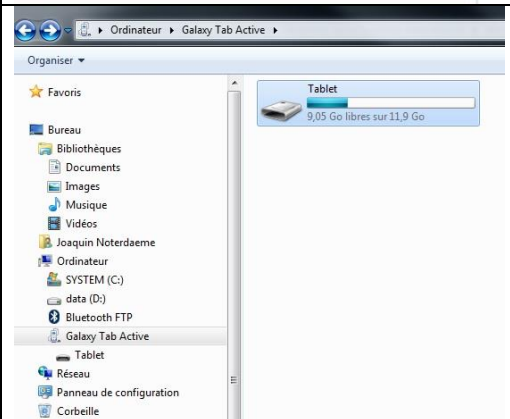 Ordinateur Galaxy Tab Active
Organiser
Favoris
Bureau
Bibliothèques
Documents
Images
Musique
Vidéos
Joaquin Noterdaeme
Ordinateur
SYSTEM (C:)
data (D:)
Bluetooth FTP
Galaxy Tab Active
Tablet
Réseau
Panneau de configuration
Corbeille
Tablet
9,05 Go libres sur 11,9 Go